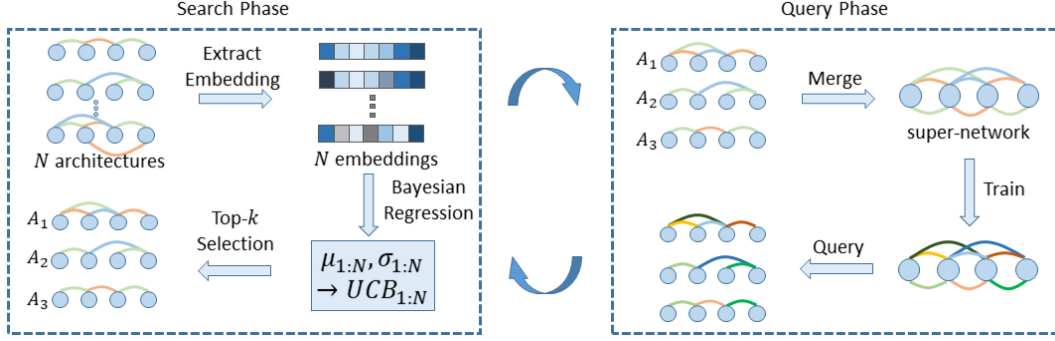 Search Phase
Extract
Embedding
N architectures
N embeddings
Bayesian
Regression
A₁
A₂
A₃
Top-k
Selection
μ₁:N, σ₁:N
→ UCB₁:N
Query Phase
A₁
A₂
A₃
Merge
super-network
Train
Query